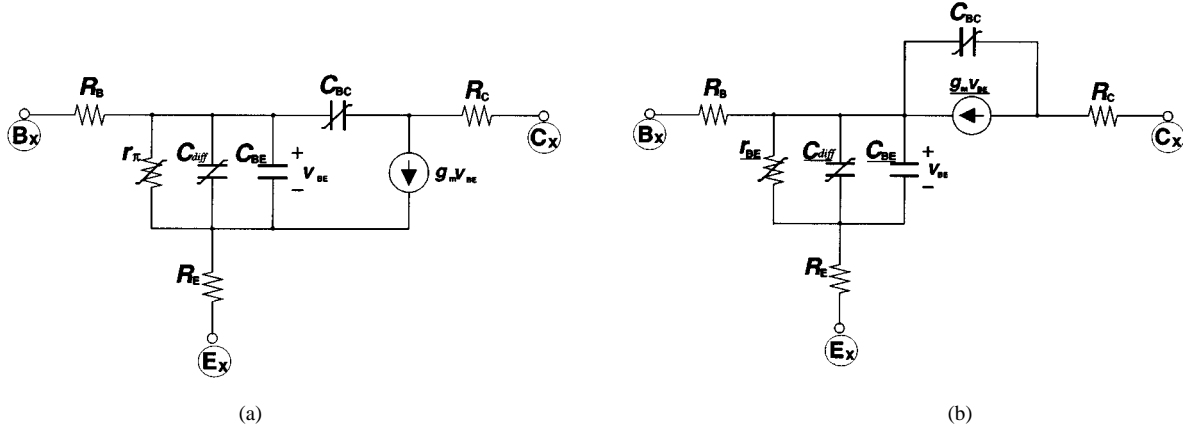 R_B
C_BC
R_C
B_X
C_X
r_π
C_diff
C_BE
+
v_BE
−
g_m v_BE
R_E
E_X
(a)
C_BC
R_B
g_m v_BE
R_C
B_X
C_X
r_BE
C_diff
C_BE
+
v_BE
−
R_E
E_X
(b)